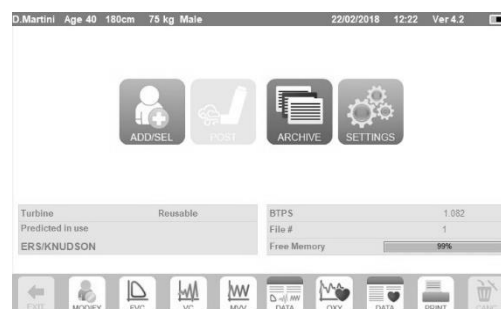 D.Martini Age 40 180cm 75 kg Male 22/02/2018 12:22 Ver 4.2
ADD/SEL POST ARCHIVE SETTINGS
Turbine Reusable
Predicted in use
ERS/KNUDSON
BTPS 1.082
File # 1
Free Memory 99%
EXIT MODIFY FVC VC MVV DATA OXY DATA PRINT